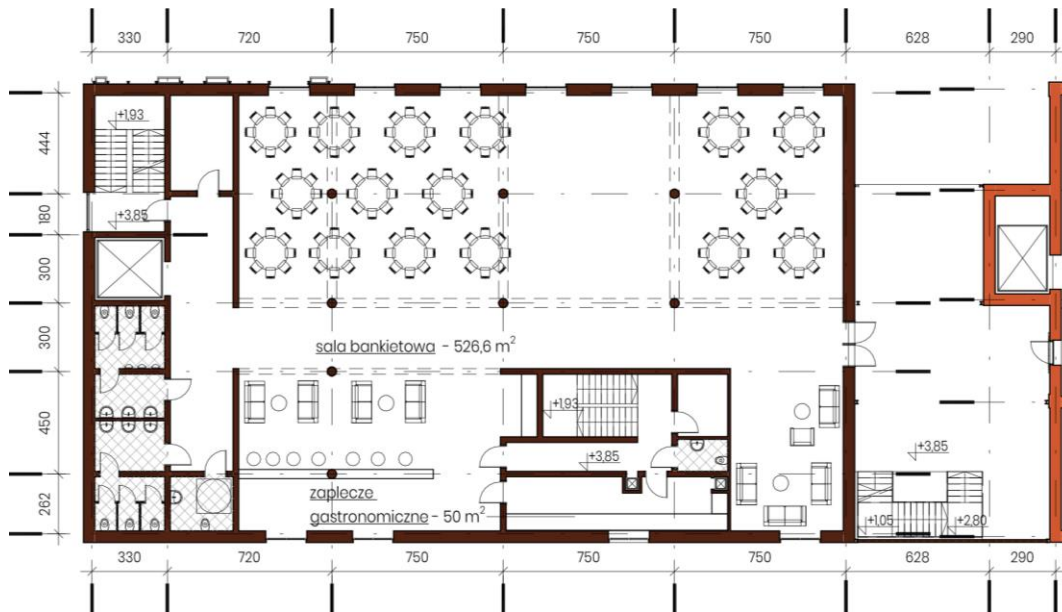 330 720 750 750 750 628 290
444
180
300
300
450
262
+1,93
+3,85
sala bankietowa - 526,6 m²
+1,93
+3,85
+3,85
zaplecze
gastronomiczne - 50 m²
+1,05 +2,80
330 720 750 750 750 628 290